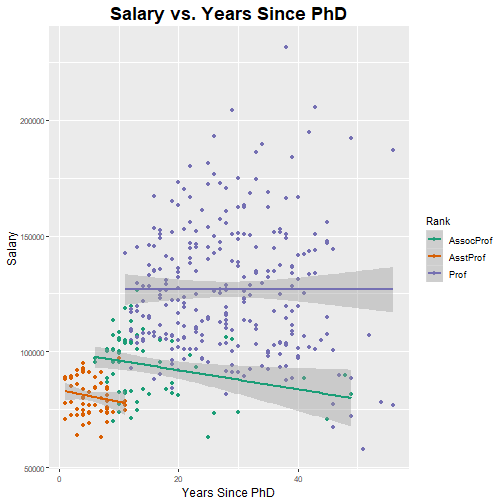 Salary vs. Years Since PhD
Salary
200000
150000
100000
50000
0
20
40
Years Since PhD
Rank
AssocProf
AsstProf
Prof